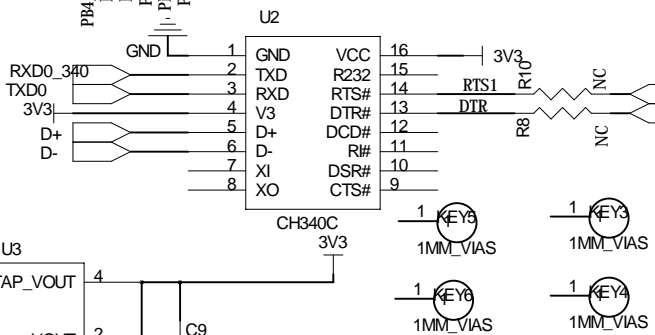 PB4
U2
GND
1 GND VCC 16 3V3
RXD0_340 2 TXD R232 15
TXD0 3 RXD RTS# 14 RTS1 R10 NC
3V3 4 V3 DTR# 13 DTR R8 NC
D+ 5 D+ DCD# 12
D- 6 D- RI# 11
7 XI DSR# 10
8 XO CTS# 9
CH340C
1 KEY5
1MM_VIAS
1 KEY3
1MM_VIAS
U3
3V3
TAP_VOUT 4
1 KEY6
1MM_VIAS
1 KEY4
1MM_VIAS
VOUT 2
C9